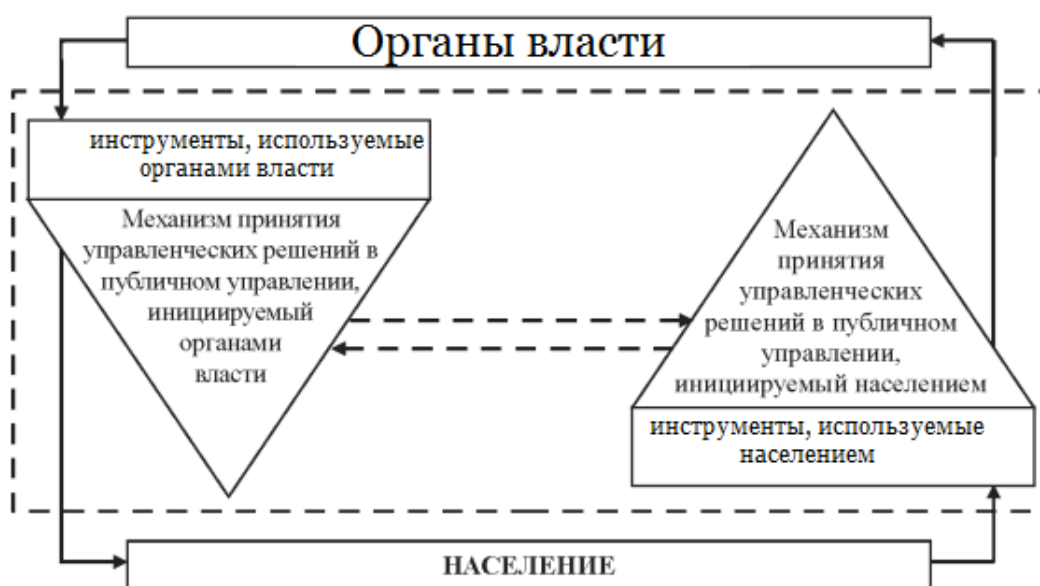 Органы власти
инструменты, используемые
органами власти
Механизм принятия
управленческих решений в
публичном управлении,
инициируемый
органами
власти
Механизм
принятия
управленческих
решений в публичном
управлении,
инициируемый населением
инструменты, используемые
населением
НАСЕЛЕНИЕ